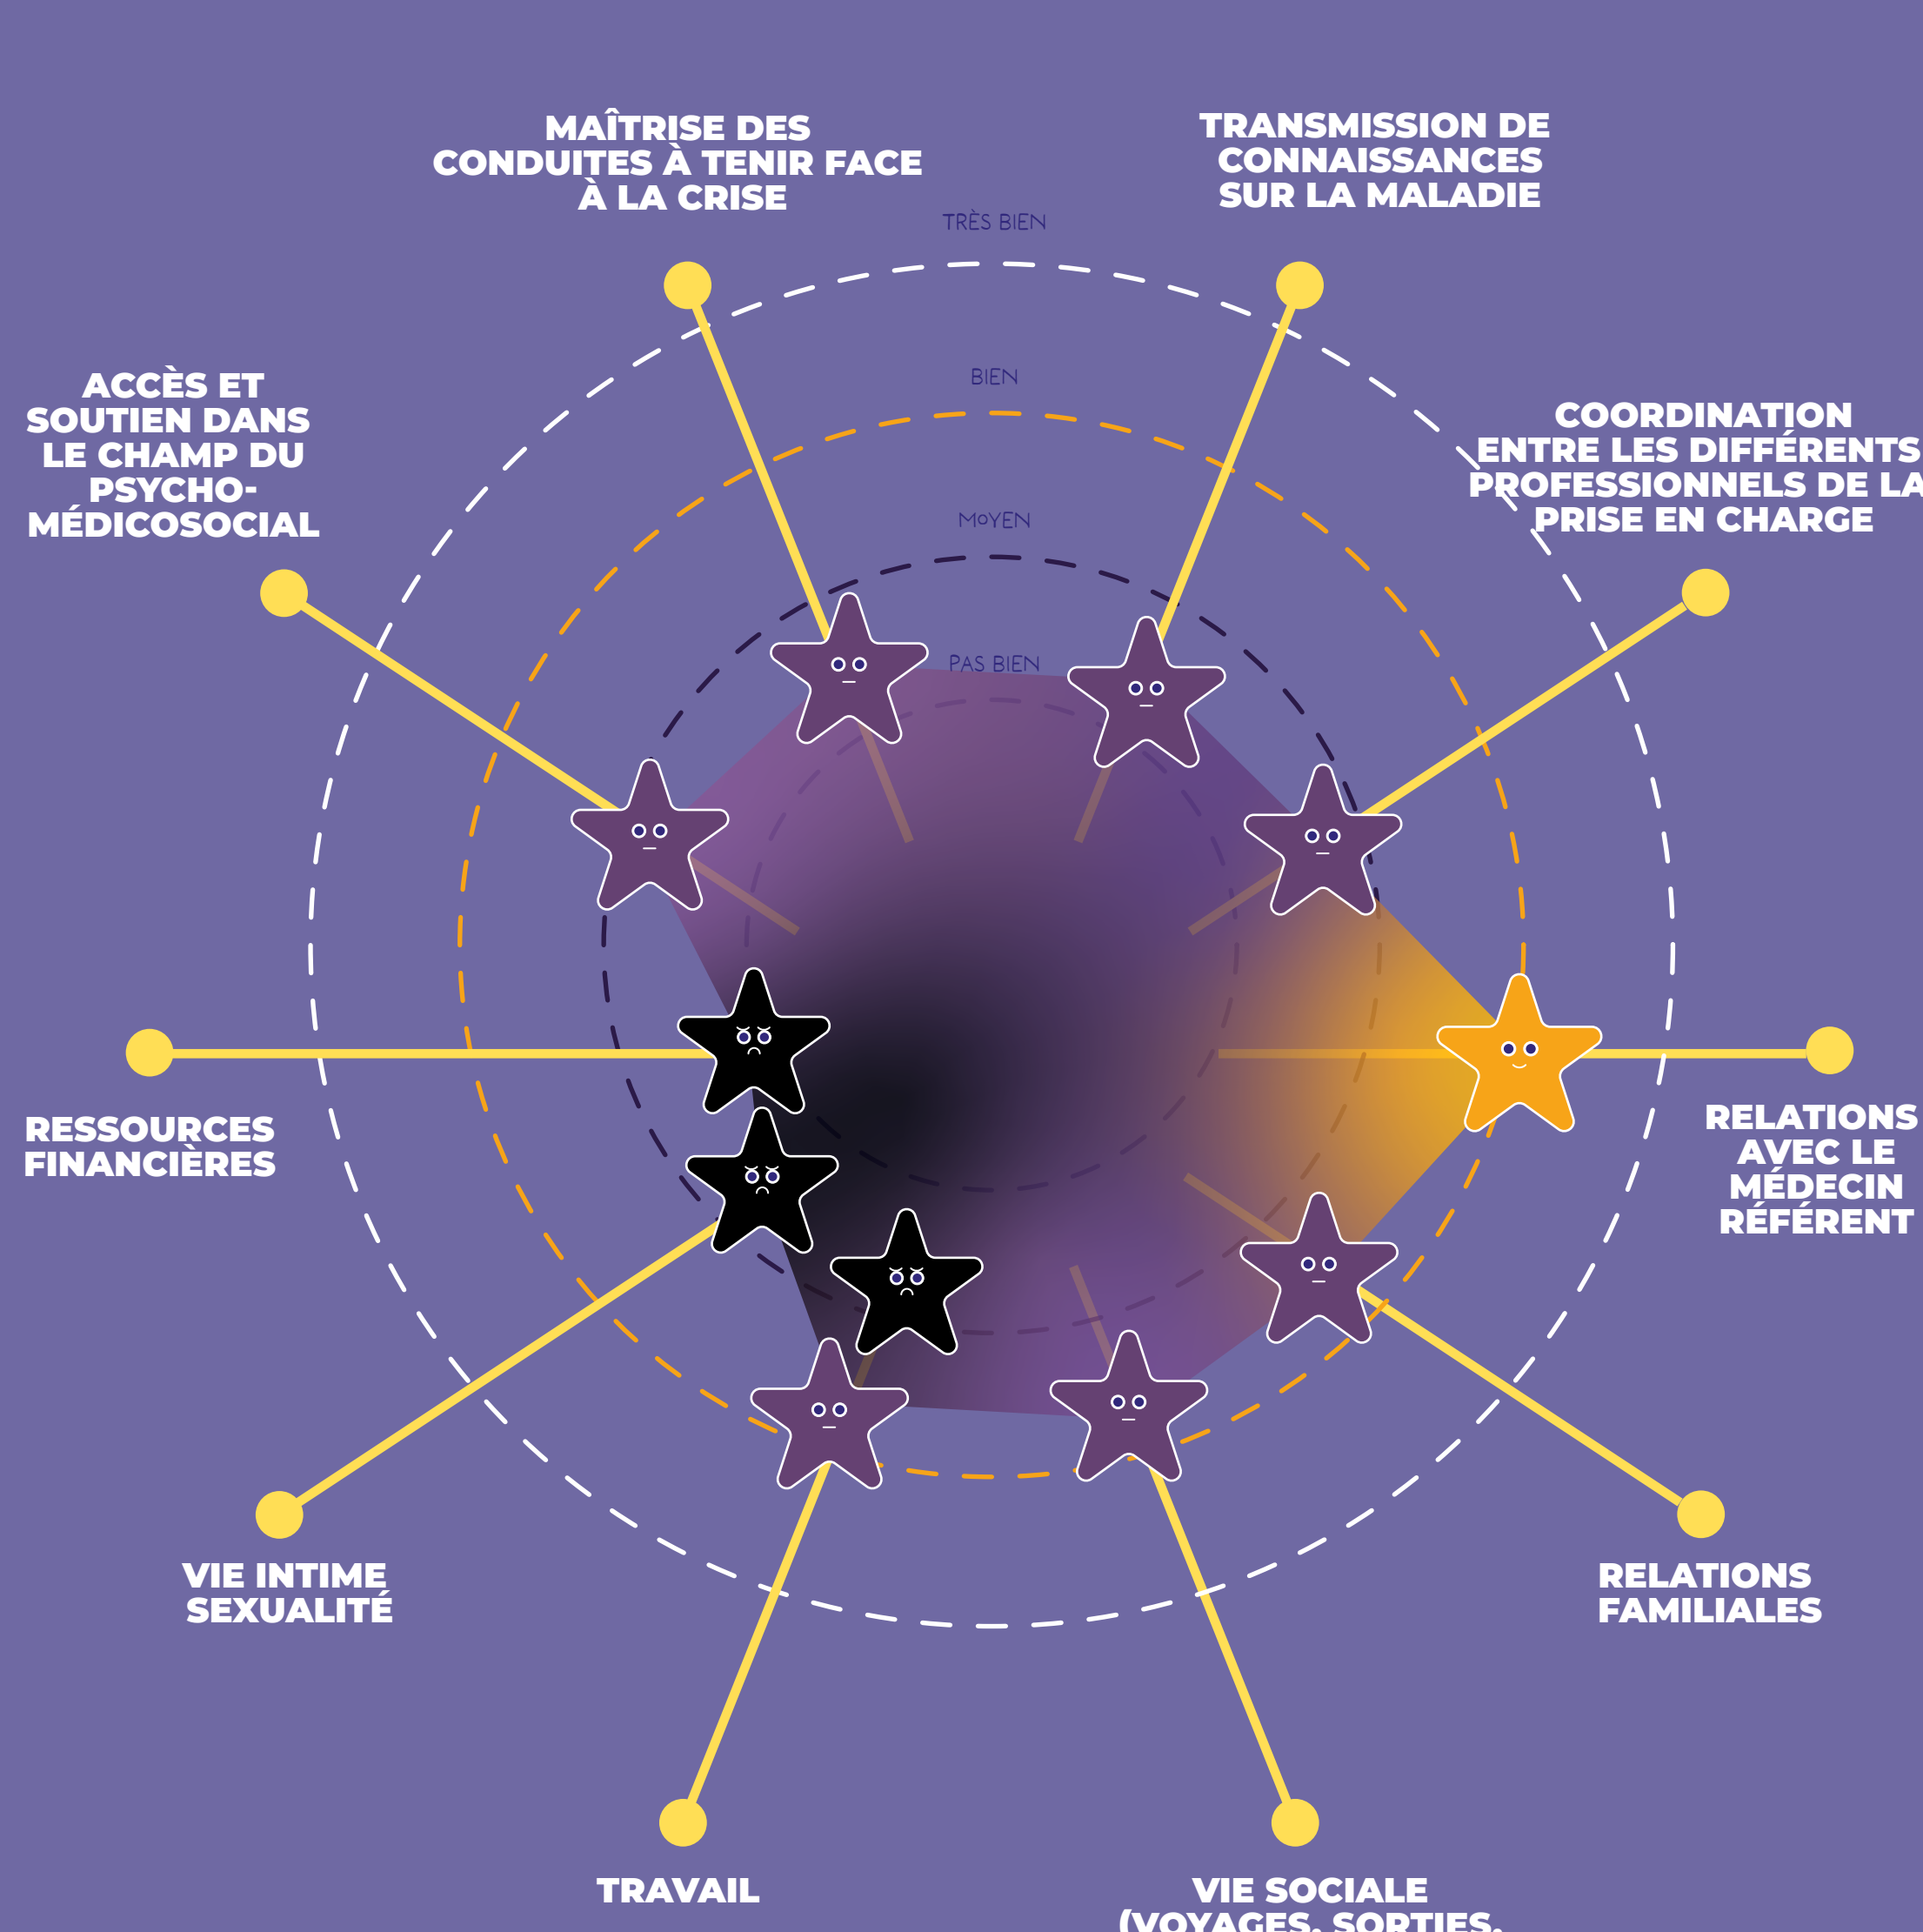 MAÎTRISE DES
CONDUITES À TENIR FACE
À LA CRISE
TRANSMISSION DE
CONNAISSANCES
SUR LA MALADIE
TRÈS BIEN
BIEN
MOYEN
PAS BIEN
ACCÈS ET
SOUTIEN DANS
LE CHAMP DU
PSYCHO-
MÉDICOSOCIAL
COORDINATION
ENTRE LES DIFFÉRENTS
PROFESSIONNELS DE LA
PRISE EN CHARGE
RESSOURCES
FINANCIÈRES
RELATIONS
AVEC LE
MÉDECIN
RÉFÉRENT
VIE INTIME
SEXUALITÉ
RELATIONS
FAMILIALES
TRAVAIL
VIE SOCIALE
(VOYAGES, SORTIES,